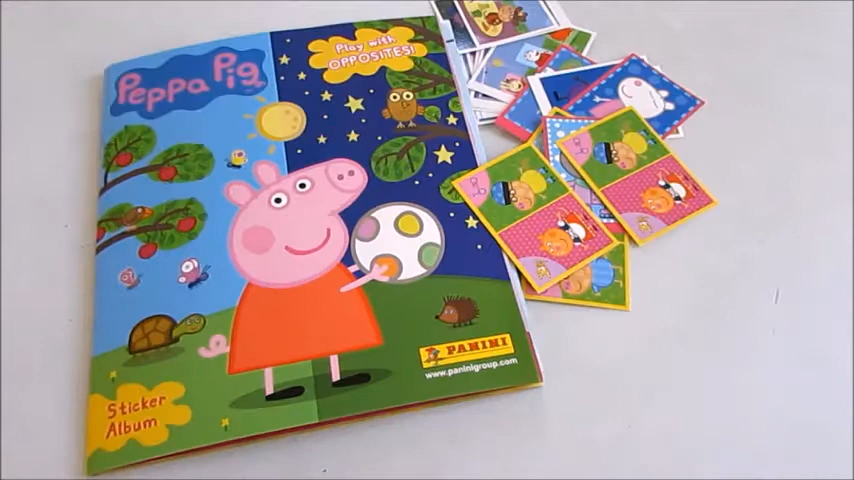 Peppa Pig
Play with
OPPOSITES!
PANINI
www.paninigroup.com
Sticker
Album